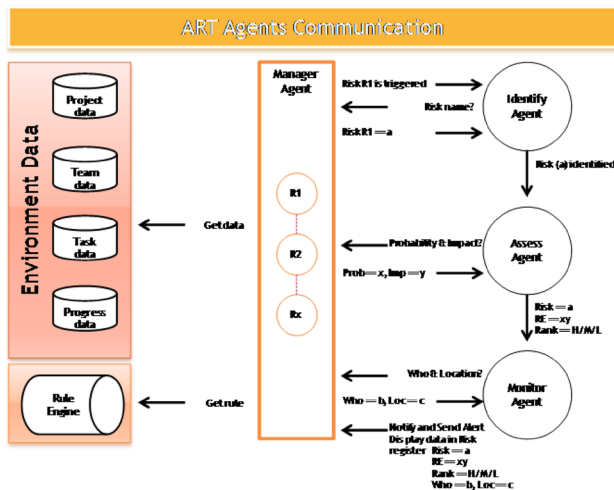 ART Agents Communication
Environment Data
Project
data
Team
data
Task
data
Progress
data
Rule
Engine
Get data
Get rule
Manager
Agent
R1
R2
Rx
Risk R1 is triggered
Risk name?
Risk R1 == a
Identify
Agent
Risk (a) identified
Probability & Impact?
Prob == x, Imp == y
Assess
Agent
Risk == a
RE == xy
Rank == H/M/L
Who & Location?
Who == b, Loc == c
Monitor
Agent
Notify and Send Alert
Display data in Risk
register Risk == a
RE == xy
Rank == H/M/L
Who == b, Loc == c